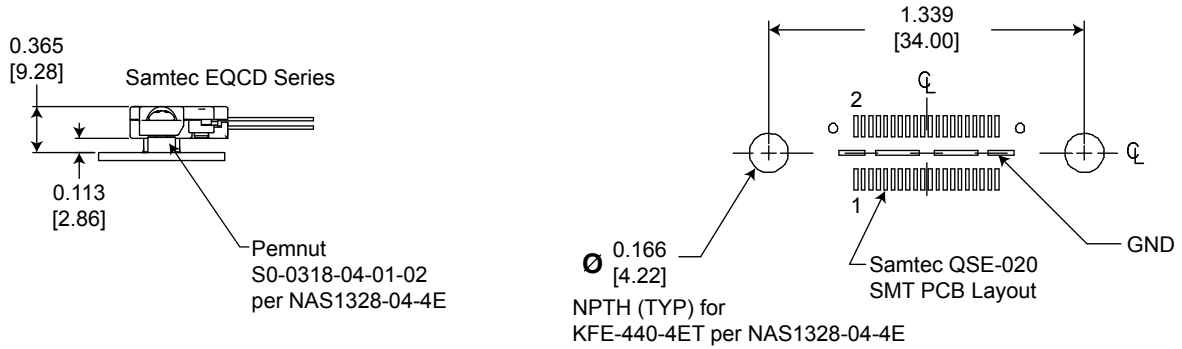 0.365
[9.28]
Samtec EQCD Series
0.113
[2.86]
Pemnut
S0-0318-04-01-02
per NAS1328-04-4E
1.339
[34.00]
℄
2
℄
1
GND
Ø 0.166
[4.22]
Samtec QSE-020
SMT PCB Layout
NPTH (TYP) for
KFE-440-4ET per NAS1328-04-4E